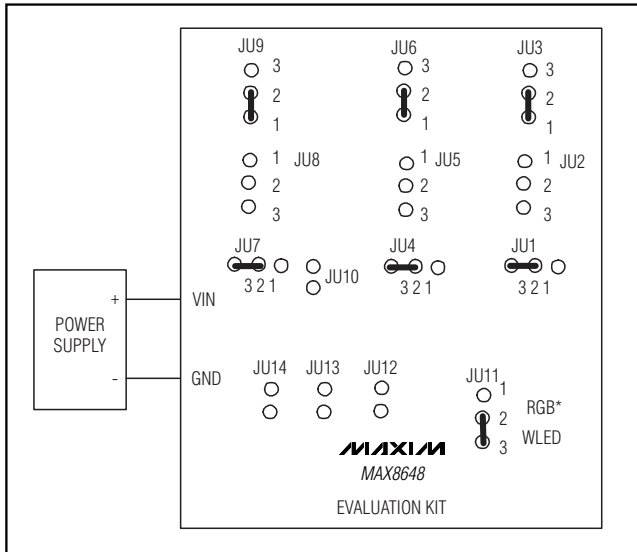 JU9 JU6 JU3
3 3 3
2 2 2
1 1 1
1 JU8 1 JU5 1 JU2
2 2 2
3 3 3
JU7 JU4 JU1
3 2 1 JU10 3 2 1 3 2 1
+ VIN
POWER
SUPPLY
- GND
JU14 JU13 JU12 JU11
1
2 RGB*
3 WLED
MAXIM
MAX8648
EVALUATION KIT